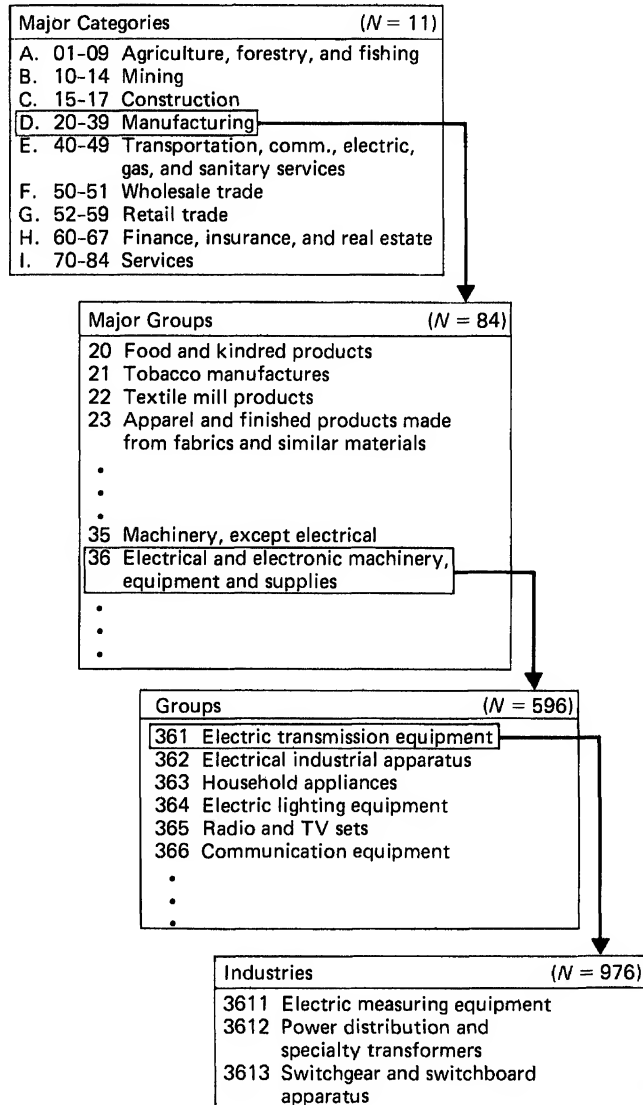 Major Categories (N = 11)
A. 01–09 Agriculture, forestry, and fishing
B. 10–14 Mining
C. 15–17 Construction
D. 20–39 Manufacturing
E. 40–49 Transportation, comm., electric,
gas, and sanitary services
F. 50–51 Wholesale trade
G. 52–59 Retail trade
H. 60–67 Finance, insurance, and real estate
I. 70–84 Services
Major Groups (N = 84)
20 Food and kindred products
21 Tobacco manufactures
22 Textile mill products
23 Apparel and finished products made
from fabrics and similar materials
35 Machinery, except electrical
36 Electrical and electronic machinery,
equipment and supplies
Groups (N = 596)
361 Electric transmission equipment
362 Electrical industrial apparatus
363 Household appliances
364 Electric lighting equipment
365 Radio and TV sets
366 Communication equipment
Industries (N = 976)
3611 Electric measuring equipment
3612 Power distribution and
specialty transformers
3613 Switchgear and switchboard
apparatus